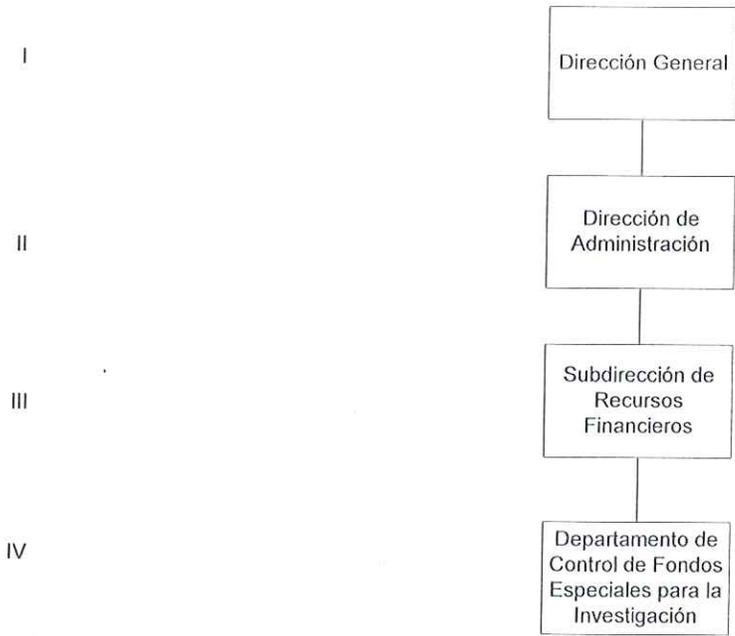 I
Dirección General
II
Dirección de
Administración
III
Subdirección de
Recursos
Financieros
IV
Departamento de
Control de Fondos
Especiales para la
Investigación